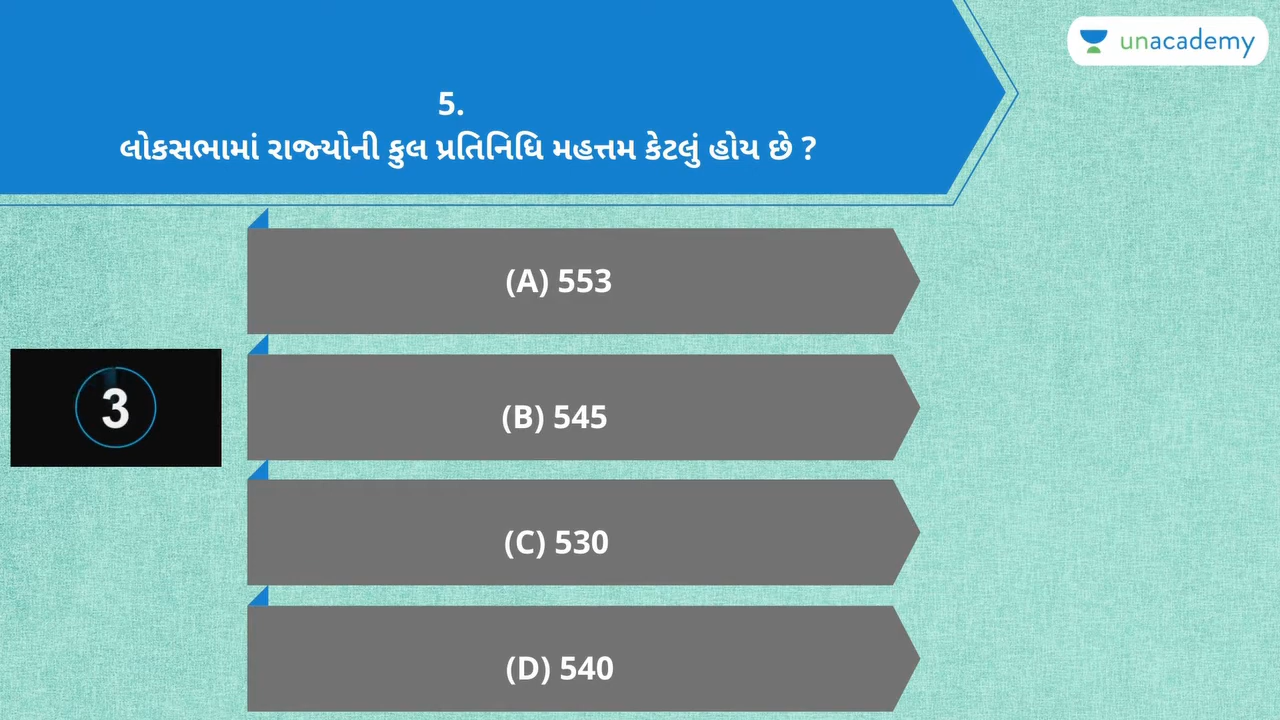 unacademy
5.
લોકસભામાં રાજ્યોની કુલ પ્રતિનિધિ મહત્તમ કેટલું હોય છે ?
(A) 553
(B) 545
3
(C) 530
(D) 540